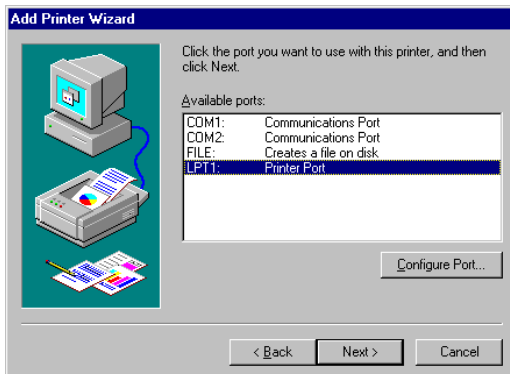 Add Printer Wizard
Click the port you want to use with this printer, and then
click Next.
Available ports:
COM1: Communications Port
COM2: Communications Port
FILE: Creates a file on disk
LPT1: Printer Port
Configure Port...
< Back Next > Cancel